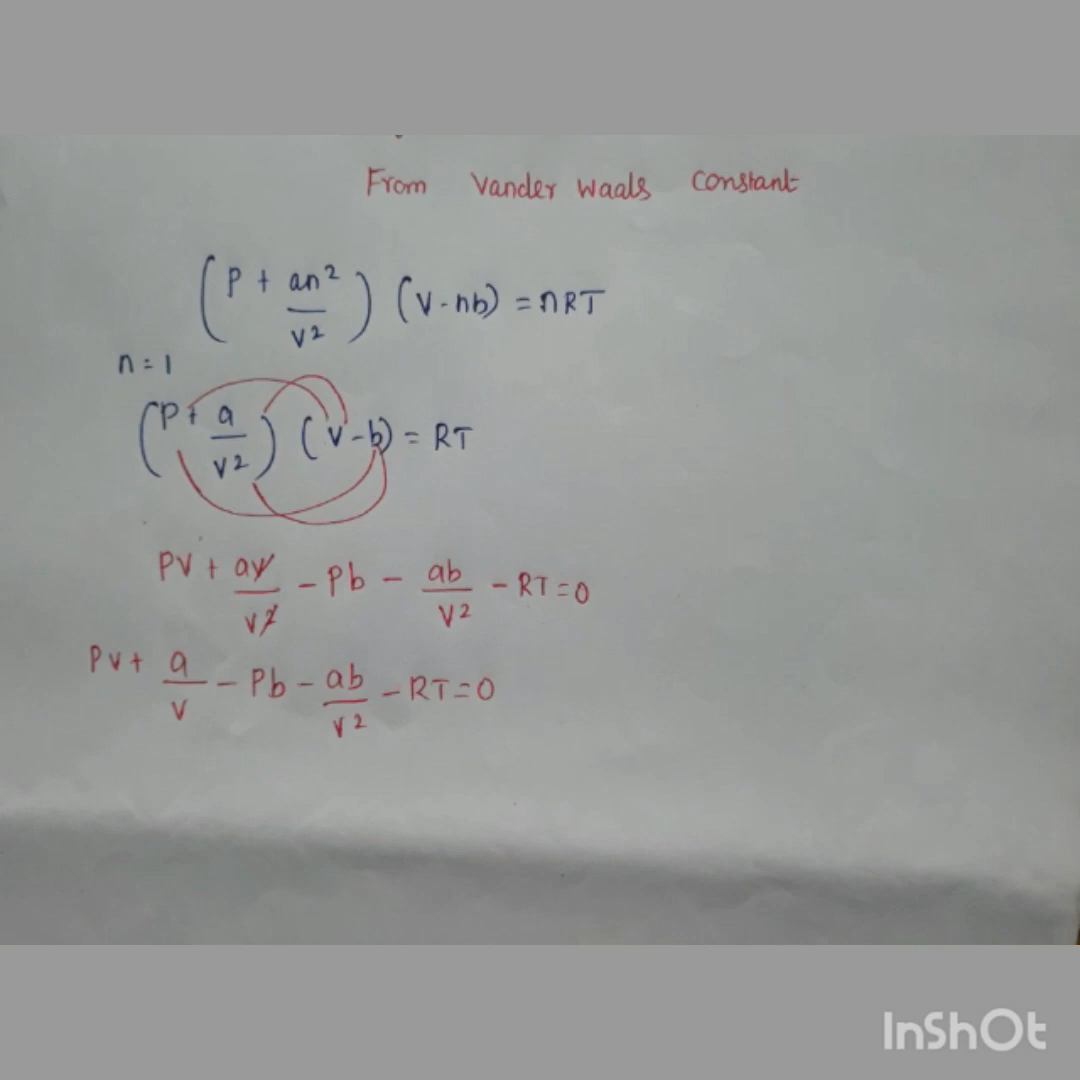 From Vander Waals Constant
(P + an²/V²) (V - nb) = nRT
n = 1
(P + a/V²) (V - b) = RT
PV + aV/V² - Pb - ab/V² - RT = 0
PV + a/V - Pb - ab/V² - RT = 0
InShOt